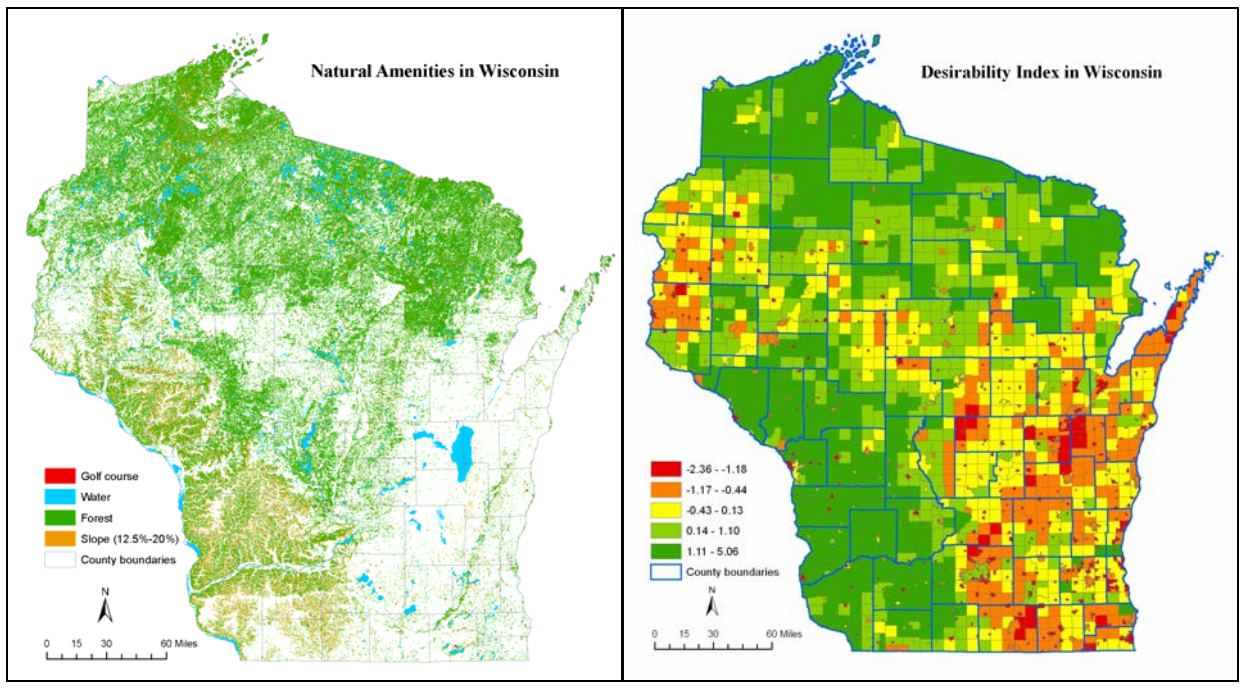 Natural Amenities in Wisconsin
Golf course
Water
Forest
Slope (12.5%-20%)
County boundaries
N
0 15 30 60 Miles
Desirability Index in Wisconsin
-2.36 - -1.18
-1.17 - -0.44
-0.43 - 0.13
0.14 - 1.10
1.11 - 5.06
County boundaries
N
0 15 30 60 Miles